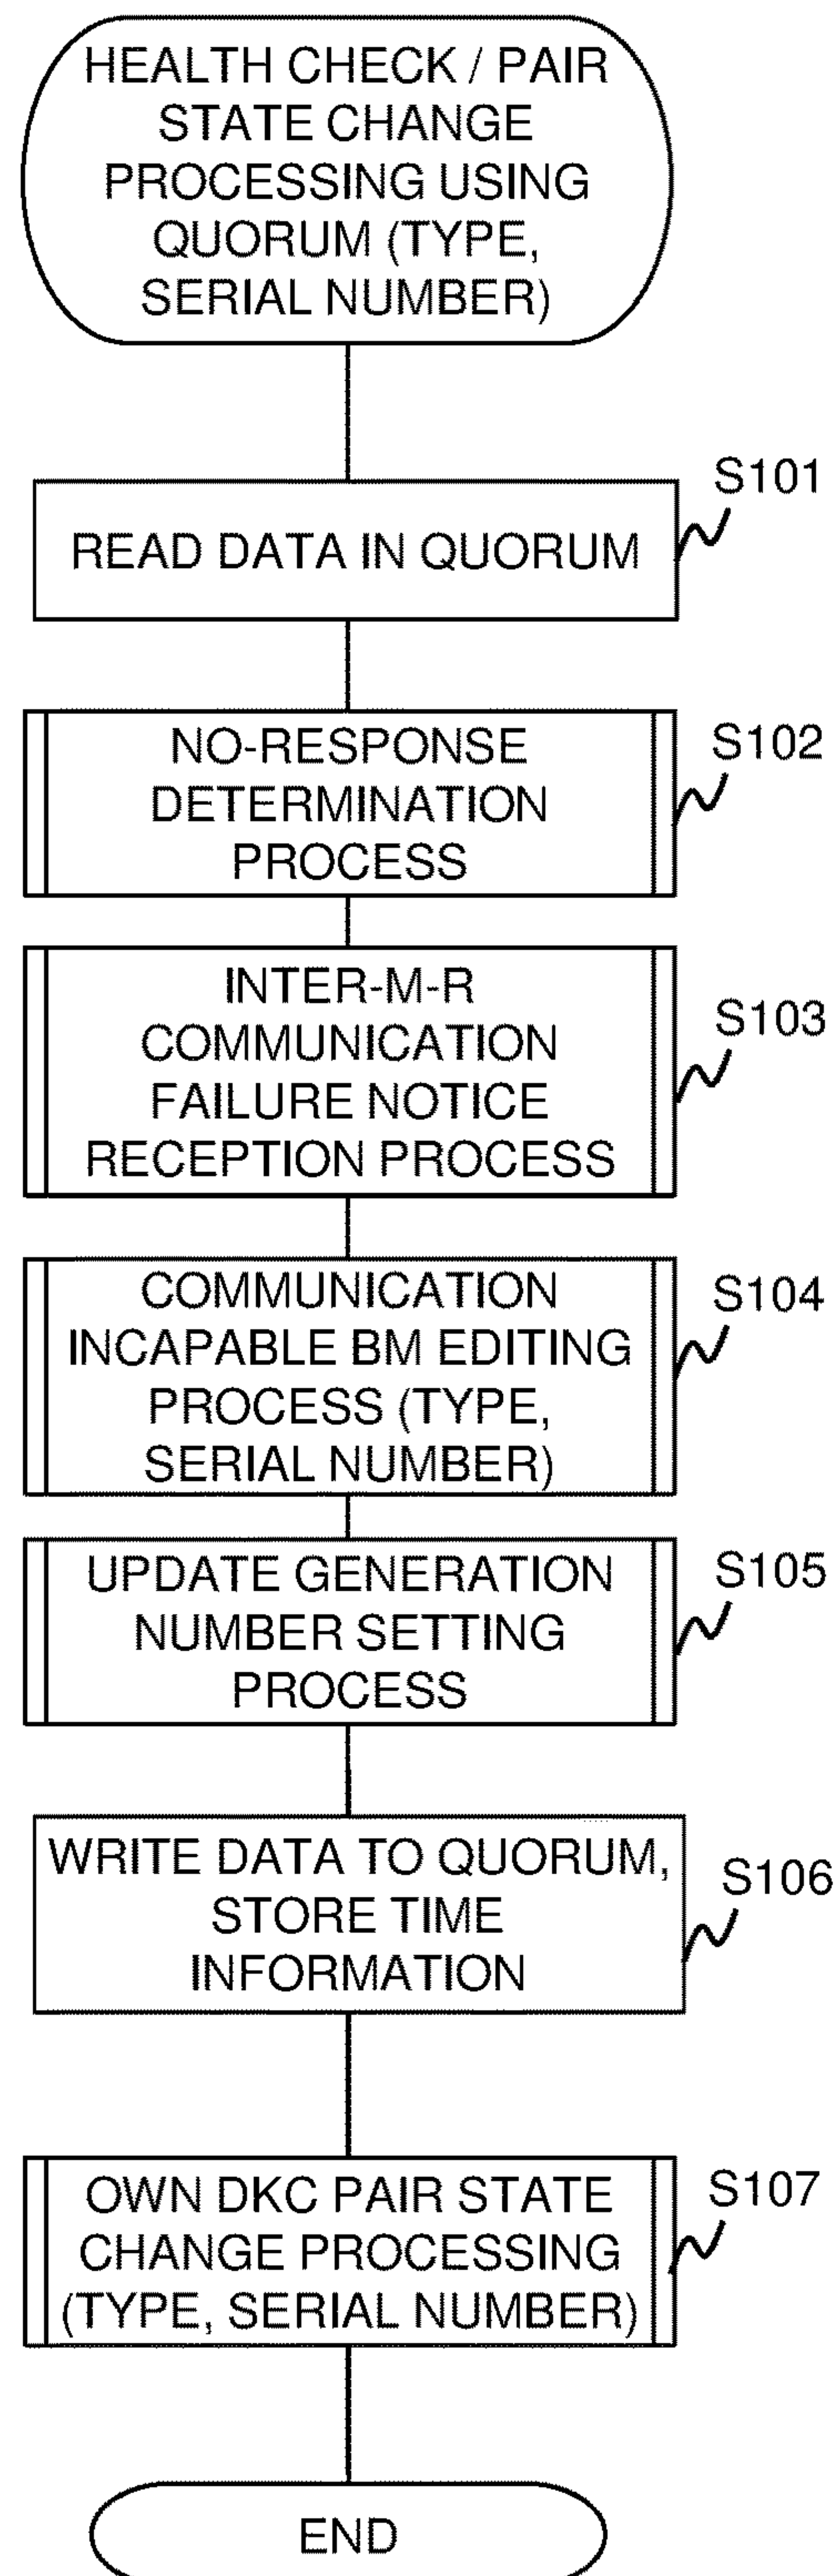 HEALTH CHECK / PAIR
STATE CHANGE
PROCESSING USING
QUORUM (TYPE,
SERIAL NUMBER)
S101
READ DATA IN QUORUM
S102
NO-RESPONSE
DETERMINATION
PROCESS
S103
INTER-M-R
COMMUNICATION
FAILURE NOTICE
RECEPTION PROCESS
S104
COMMUNICATION
INCAPABLE BM EDITING
PROCESS (TYPE,
SERIAL NUMBER)
S105
UPDATE GENERATION
NUMBER SETTING
PROCESS
S106
WRITE DATA TO QUORUM,
STORE TIME
INFORMATION
S107
OWN DKC PAIR STATE
CHANGE PROCESSING
(TYPE, SERIAL NUMBER)
END